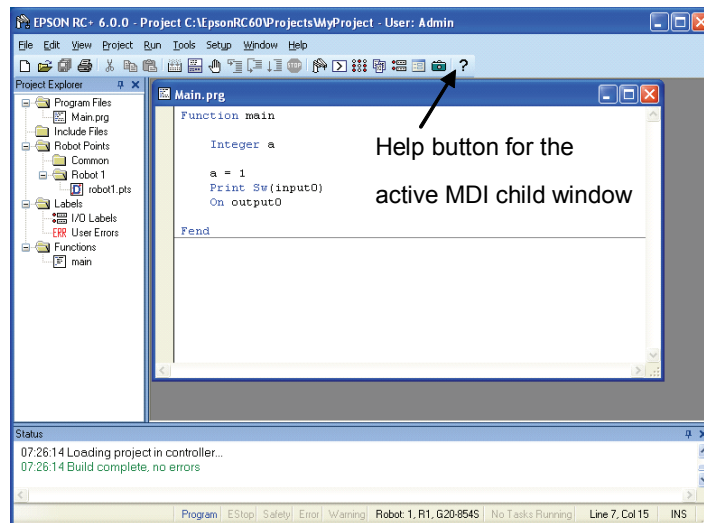 EPSON RC+ 6.0.0 - Project C:\EpsonRC60\Projects\MyProject - User: Admin
File Edit View Project Run Tools Setup Window Help
Project Explorer
Program Files
Main.prg
Include Files
Robot Points
Common
Robot 1
robot1.pts
Labels
I/O Labels
ERR User Errors
Functions
main
Main.prg
Function main
Integer a
a = 1
Print Sw(input0)
On output0
Fend
Help button for the
active MDI child window
Status
07:26:14 Loading project in controller...
07:26:14 Build complete, no errors
Program EStop Safety Error Warning Robot: 1, R1, G20-854S No Tasks Running Line 7, Col 15 INS